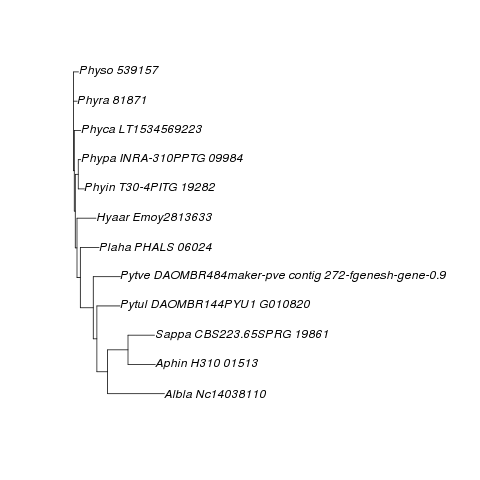 Physo 539157
Phyra 81871
Phyca LT1534569223
Phypa INRA-310PPTG 09984
Phyin T30-4PITG 19282
Hyaar Emoy2813633
Plaha PHALS 06024
Pytve DAOMBR484maker-pve contig 272-fgenesh-gene-0.9
Pytul DAOMBR144PYU1 G010820
Sappa CBS223.65SPRG 19861
Aphin H310 01513
Albla Nc14038110